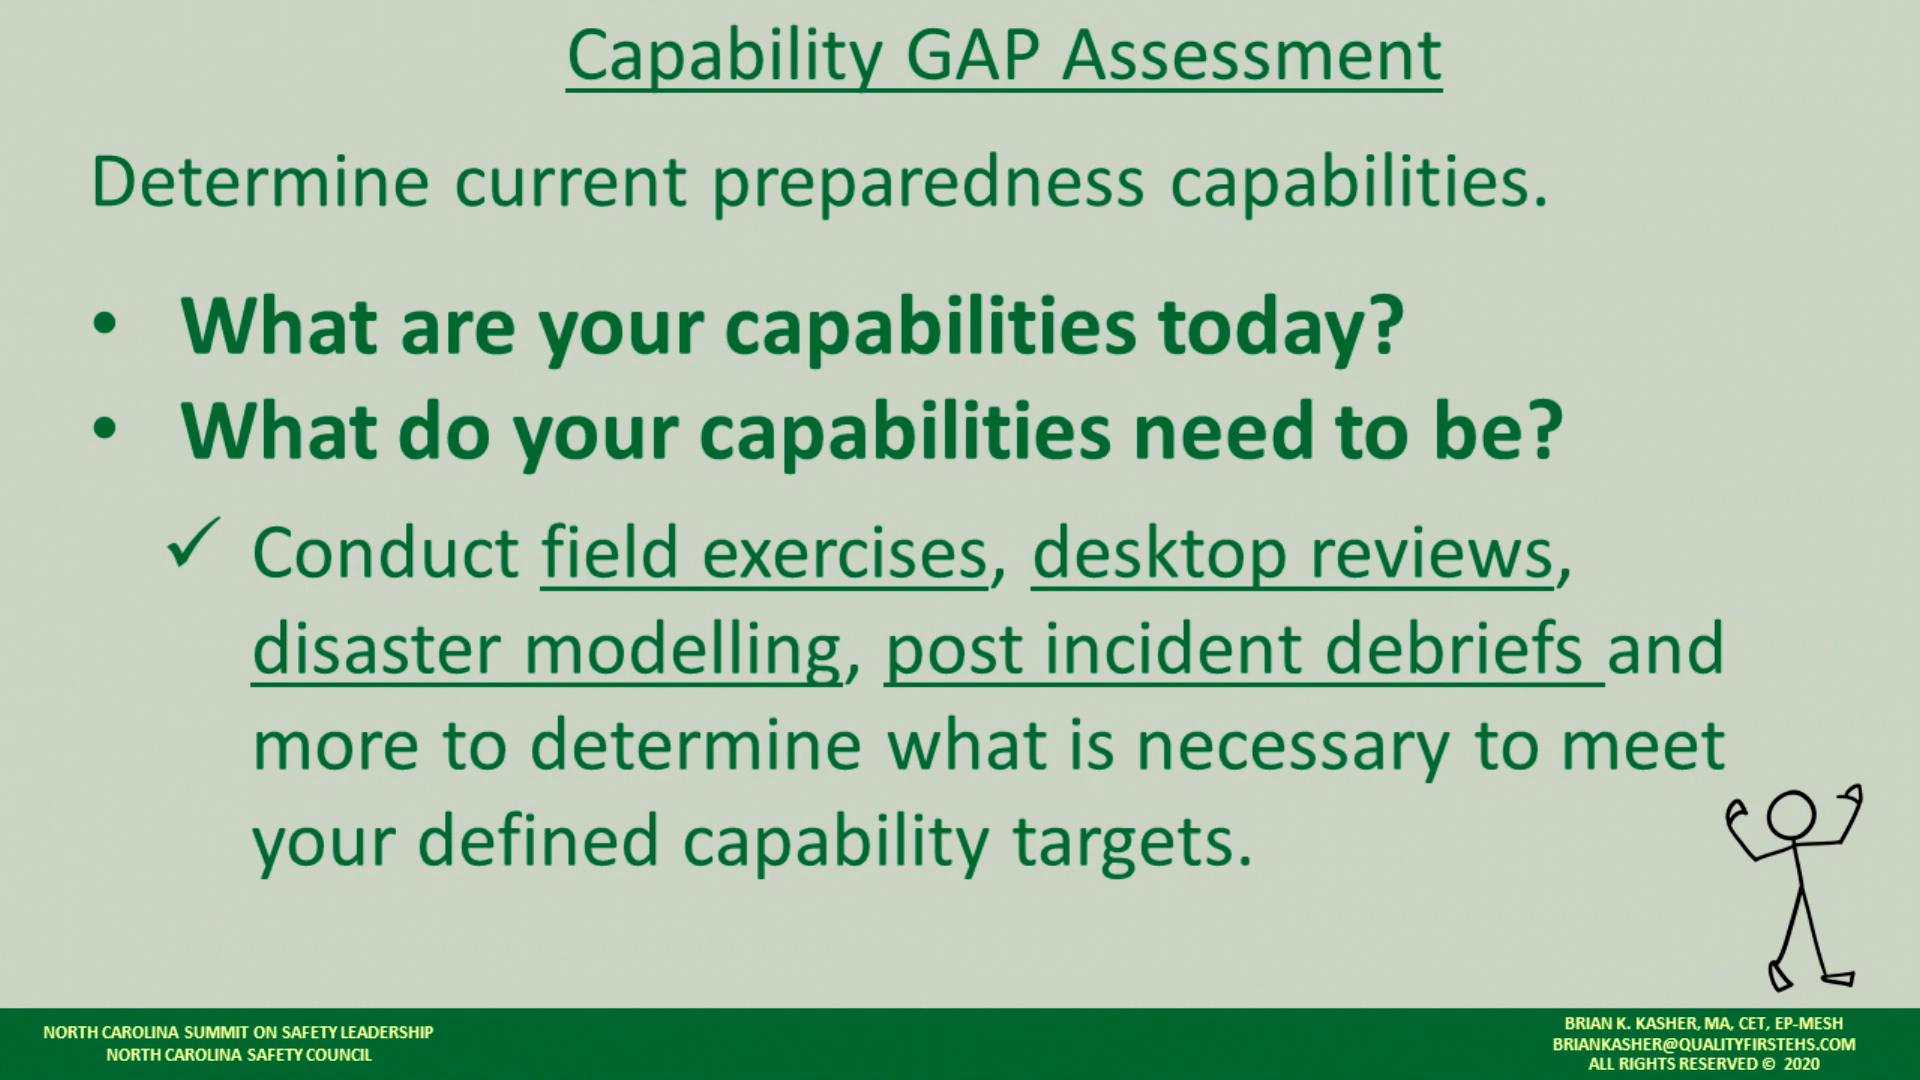 Capability GAP Assessment
Determine current preparedness capabilities.
• What are your capabilities today?
• What do your capabilities need to be?
✓ Conduct field exercises, desktop reviews,
disaster modelling, post incident debriefs and
more to determine what is necessary to meet
your defined capability targets.
NORTH CAROLINA SUMMIT ON SAFETY LEADERSHIP
NORTH CAROLINA SAFETY COUNCIL
BRIAN K. KASHER, MA, CET, EP-MESH
BRIANKASHER@QUALITYFIRSTEHS.COM
ALL RIGHTS RESERVED © 2020